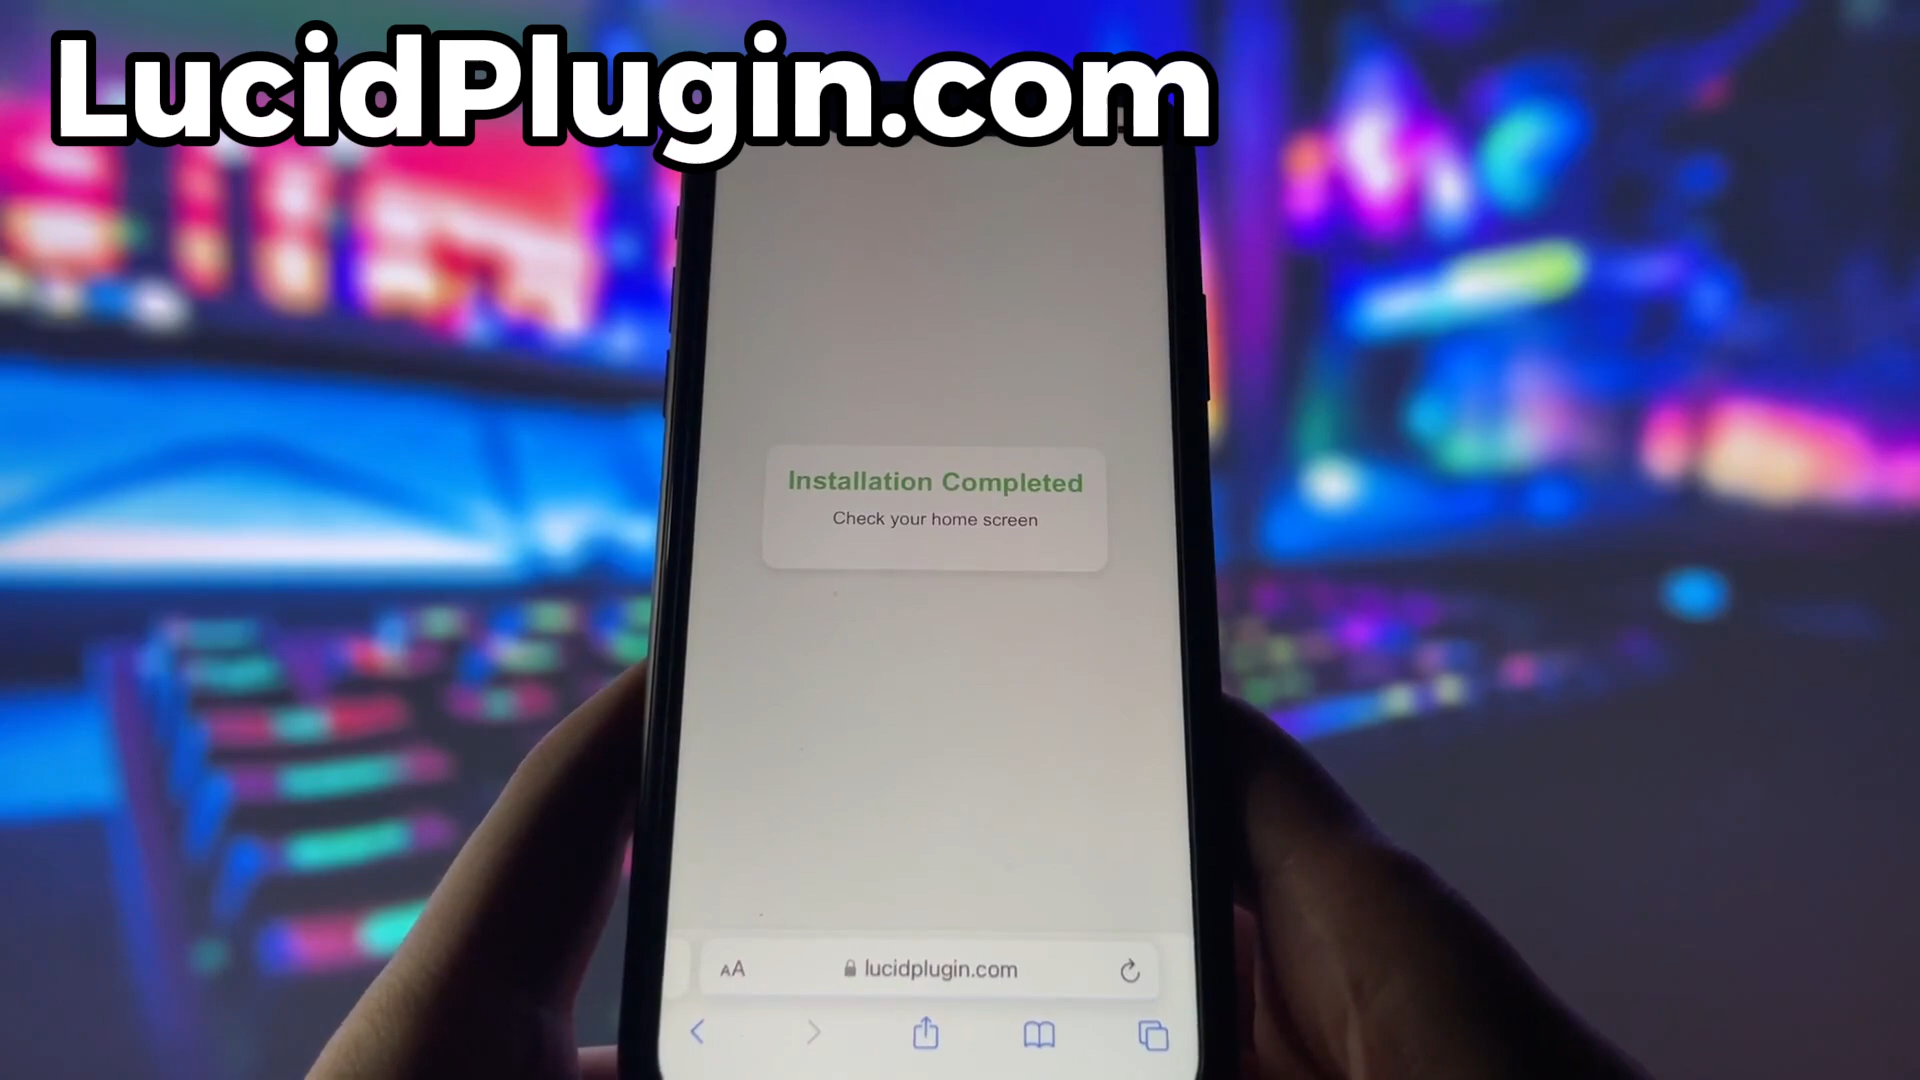 LucidPlugin.com
Installation Completed
Check your home screen
AA
lucidplugin.com